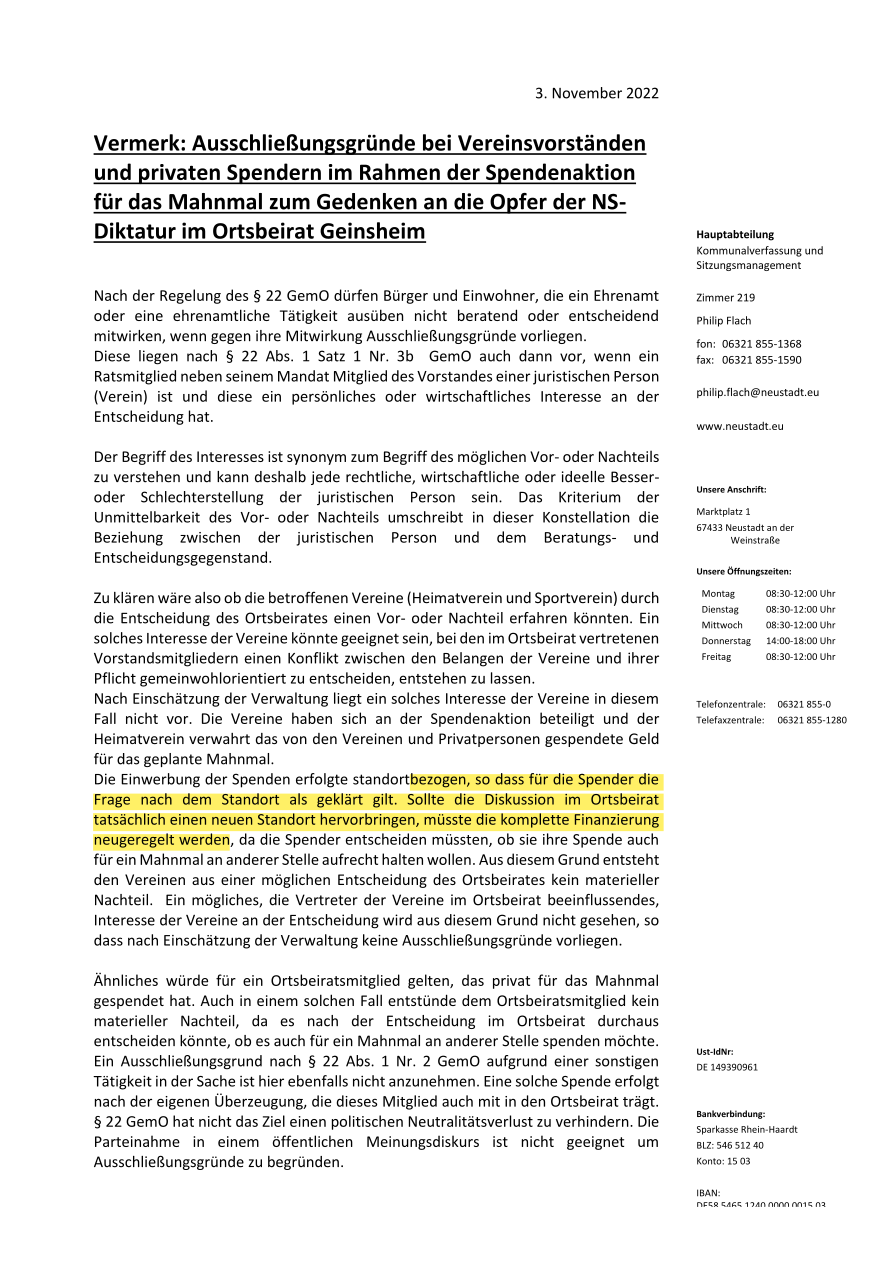 3. November 2022
Vermerk: Ausschließungsgründe bei Vereinsvorständen
und privaten Spendern im Rahmen der Spendenaktion
für das Mahnmal zum Gedenken an die Opfer der NS-
Diktatur im Ortsbeirat Geinsheim
Nach der Regelung des § 22 GemO dürfen Bürger und Einwohner, die ein Ehrenamt
oder eine ehrenamtliche Tätigkeit ausüben nicht beratend oder entscheidend
mitwirken, wenn gegen ihre Mitwirkung Ausschließungsgründe vorliegen.
Diese liegen nach § 22 Abs. 1 Satz 1 Nr. 3b GemO auch dann vor, wenn ein
Ratsmitglied neben seinem Mandat Mitglied des Vorstandes einer juristischen Person
(Verein) ist und diese ein persönliches oder wirtschaftliches Interesse an der
Entscheidung hat.
Der Begriff des Interesses ist synonym zum Begriff des möglichen Vor- oder Nachteils
zu verstehen und kann deshalb jede rechtliche, wirtschaftliche oder ideelle Besser-
oder Schlechterstellung der juristischen Person sein. Das Kriterium der
Unmittelbarkeit des Vor- oder Nachteils umschreibt in dieser Konstellation die
Beziehung zwischen der juristischen Person und dem Beratungs- und
Entscheidungsgegenstand.
Zu klären wäre also ob die betroffenen Vereine (Heimatverein und Sportverein) durch
die Entscheidung des Ortsbeirates einen Vor- oder Nachteil erfahren könnten. Ein
solches Interesse der Vereine könnte geeignet sein, bei den im Ortsbeirat vertretenen
Vorstandsmitgliedern einen Konflikt zwischen den Belangen der Vereine und ihrer
Pflicht gemeinwohlorientiert zu entscheiden, entstehen zu lassen.
Nach Einschätzung der Verwaltung liegt ein solches Interesse der Vereine in diesem
Fall nicht vor. Die Vereine haben sich an der Spendenaktion beteiligt und der
Heimatverein verwahrt das von den Vereinen und Privatpersonen gespendete Geld
für das geplante Mahnmal.
Die Einwerbung der Spenden erfolgte standortbezogen, so dass für die Spender die
Frage nach dem Standort als geklärt gilt. Sollte die Diskussion im Ortsbeirat
tatsächlich einen neuen Standort hervorbringen, müsste die komplette Finanzierung
neugeregelt werden, da die Spender entscheiden müssten, ob sie ihre Spende auch
für ein Mahnmal an anderer Stelle aufrecht halten wollen. Aus diesem Grund entsteht
den Vereinen aus einer möglichen Entscheidung des Ortsbeirates kein materieller
Nachteil. Ein mögliches, die Vertreter der Vereine im Ortsbeirat beeinflussendes,
Interesse der Vereine an der Entscheidung wird aus diesem Grund nicht gesehen, so
dass nach Einschätzung der Verwaltung keine Ausschließungsgründe vorliegen.
Ähnliches würde für ein Ortsbeiratsmitglied gelten, das privat für das Mahnmal
gespendet hat. Auch in einem solchen Fall entstünde dem Ortsbeiratsmitglied kein
materieller Nachteil, da es nach der Entscheidung im Ortsbeirat durchaus
entscheiden könnte, ob es auch für ein Mahnmal an anderer Stelle spenden möchte.
Ein Ausschließungsgrund nach § 22 Abs. 1 Nr. 2 GemO aufgrund einer sonstigen
Tätigkeit in der Sache ist hier ebenfalls nicht anzunehmen. Eine solche Spende erfolgt
nach der eigenen Überzeugung, die dieses Mitglied auch mit in den Ortsbeirat trägt.
§ 22 GemO hat nicht das Ziel einen politischen Neutralitätsverlust zu verhindern. Die
Parteinahme in einem öffentlichen Meinungsdiskurs ist nicht geeignet um
Ausschließungsgründe zu begründen.
Hauptabteilung
Kommunalverfassung und
Sitzungsmanagement
Zimmer 219
Philip Flach
fon: 06321 855-1368
fax: 06321 855-1590
philip.flach@neustadt.eu
www.neustadt.eu
Unsere Anschrift:
Marktplatz 1
67433 Neustadt an der
Weinstraße
Unsere Öffnungszeiten:
Montag 08:30-12:00 Uhr
Dienstag 08:30-12:00 Uhr
Mittwoch 08:30-12:00 Uhr
Donnerstag 14:00-18:00 Uhr
Freitag 08:30-12:00 Uhr
Telefonzentrale: 06321 855-0
Telefaxzentrale: 06321 855-1280
Ust-IdNr:
DE 149390961
Bankverbindung:
Sparkasse Rhein-Haardt
BLZ: 546 512 40
Konto: 15 03
IBAN:
DE58 5465 1240 0000 0015 03